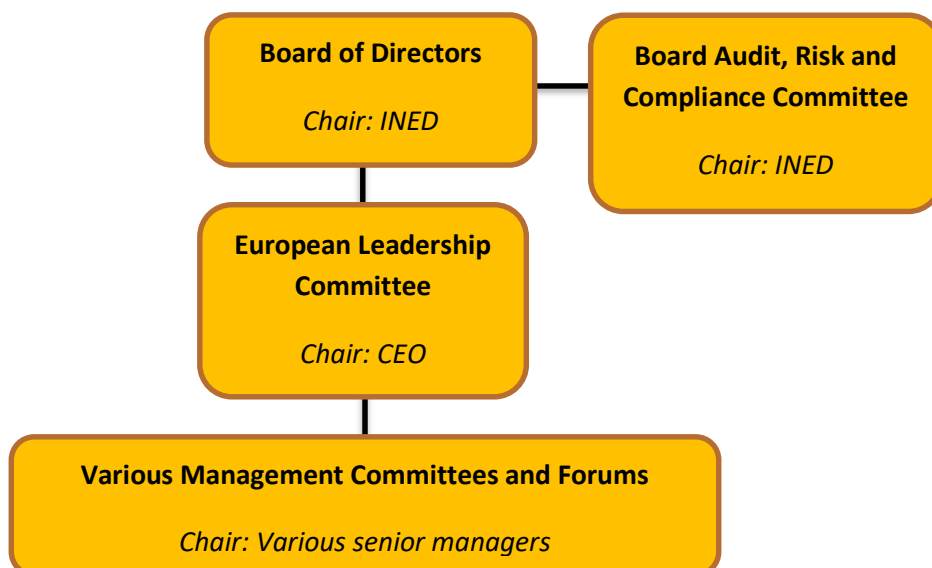 Board of Directors
Chair: INED
Board Audit, Risk and
Compliance Committee
Chair: INED
European Leadership
Committee
Chair: CEO
Various Management Committees and Forums
Chair: Various senior managers